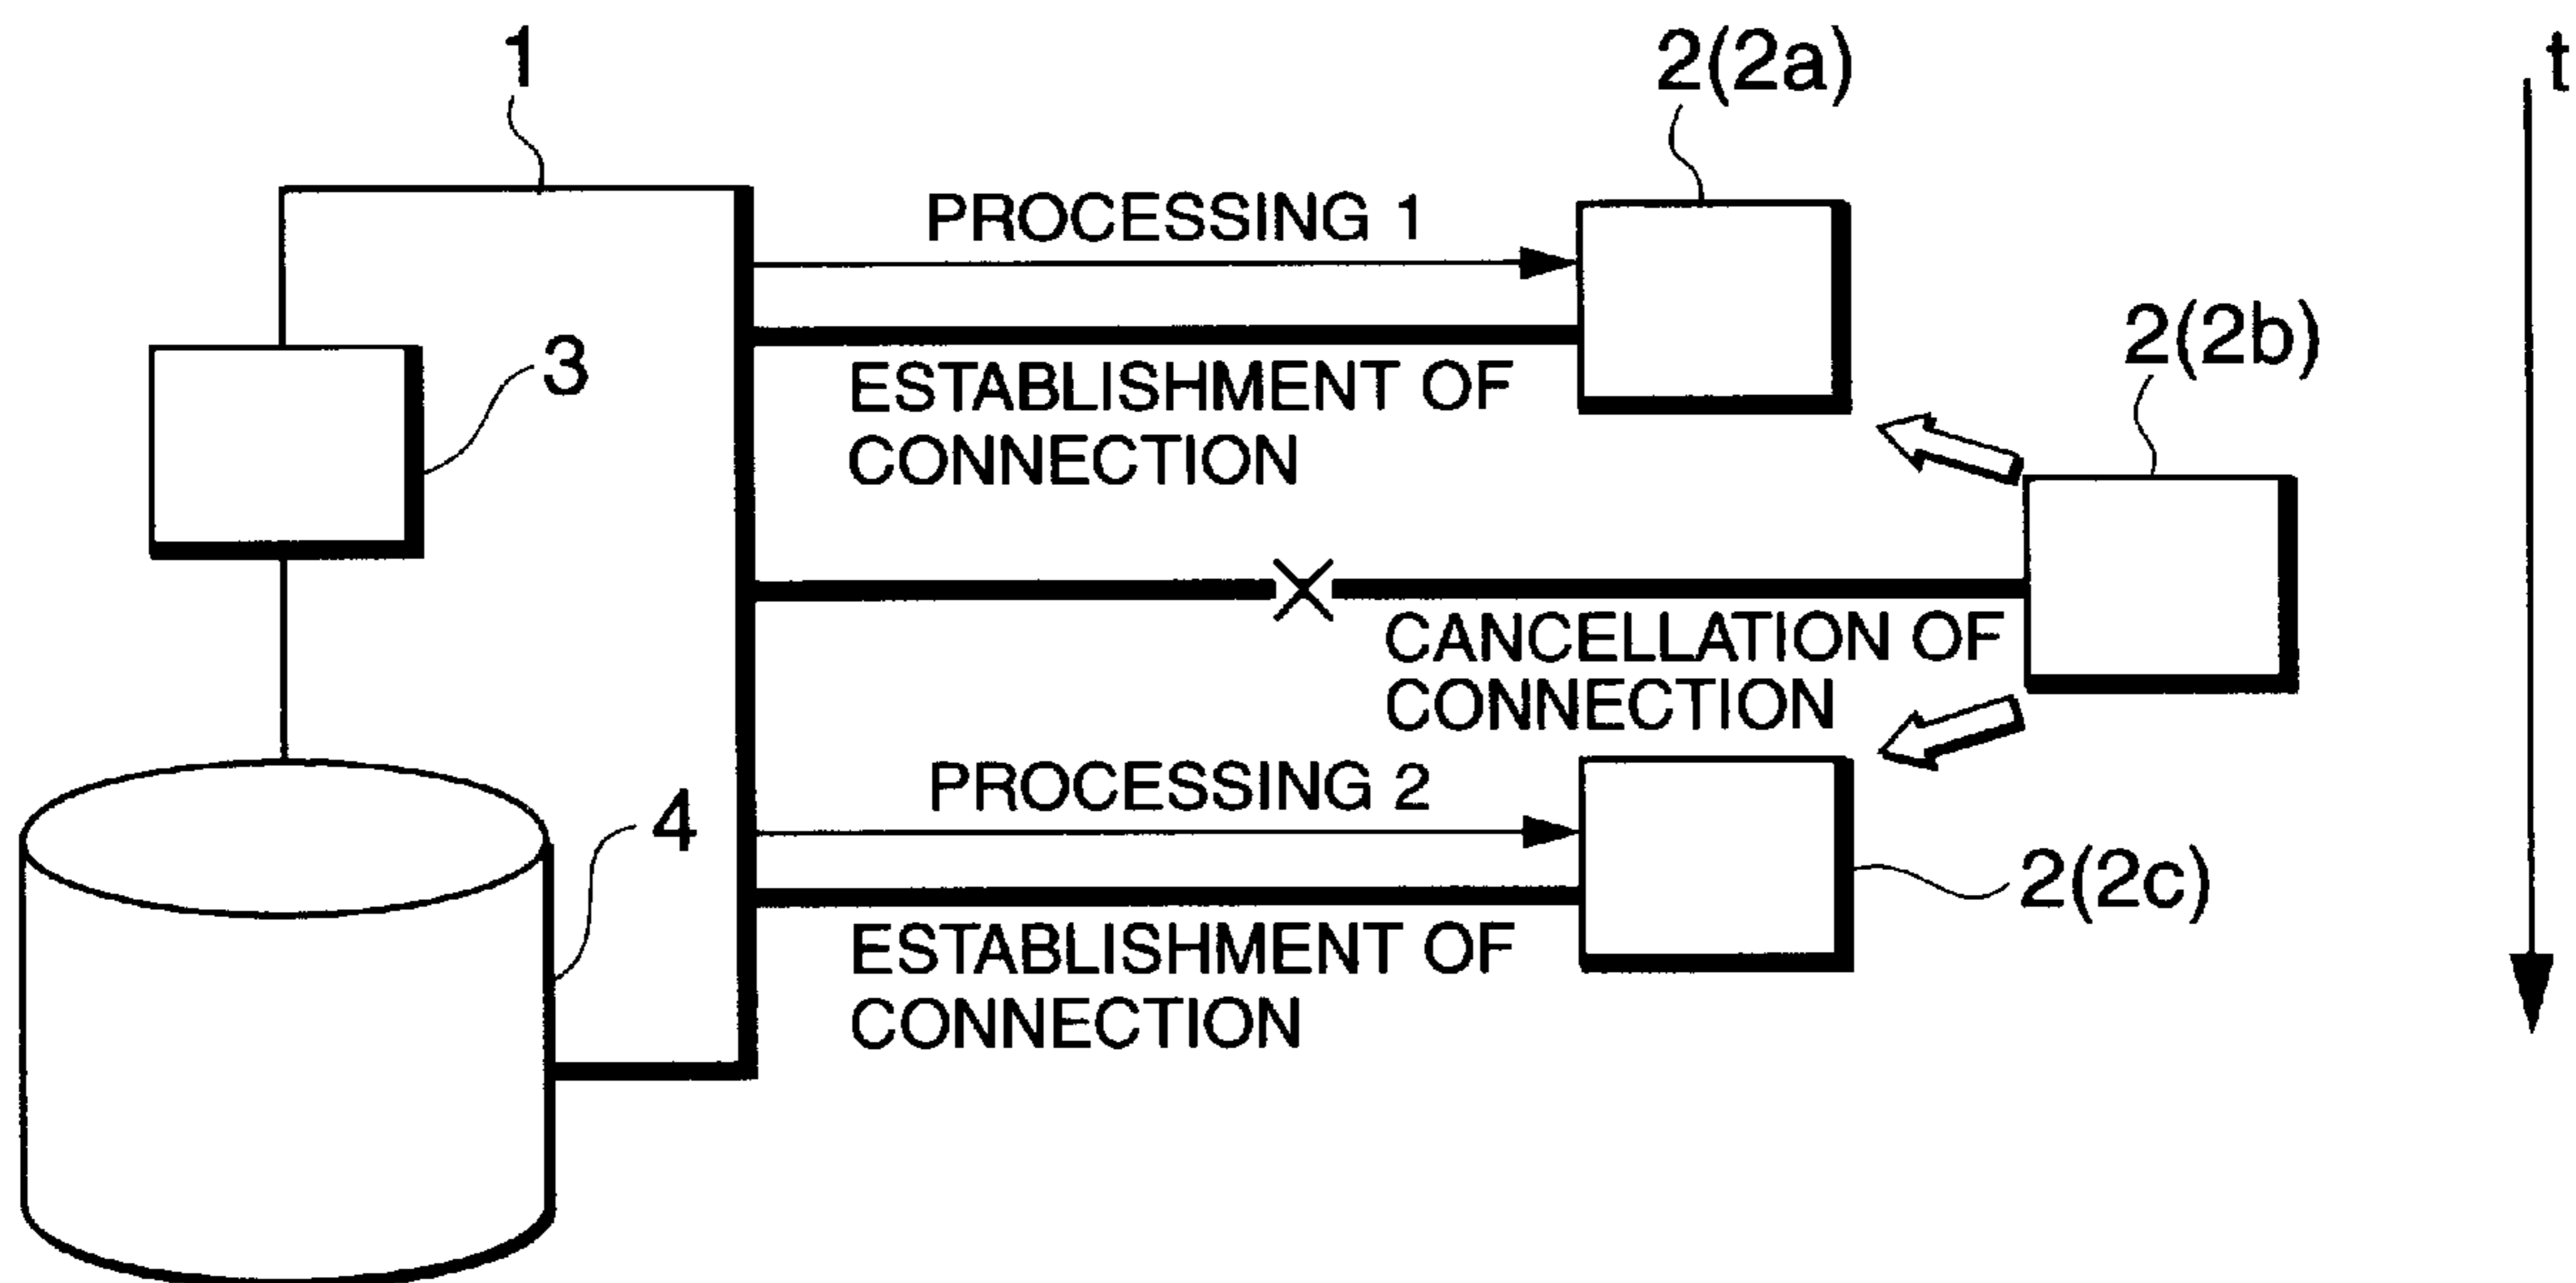 1
2(2a)
t
PROCESSING 1
2(2b)
3
ESTABLISHMENT OF
CONNECTION
CANCELLATION OF
CONNECTION
PROCESSING 2
4
2(2c)
ESTABLISHMENT OF
CONNECTION